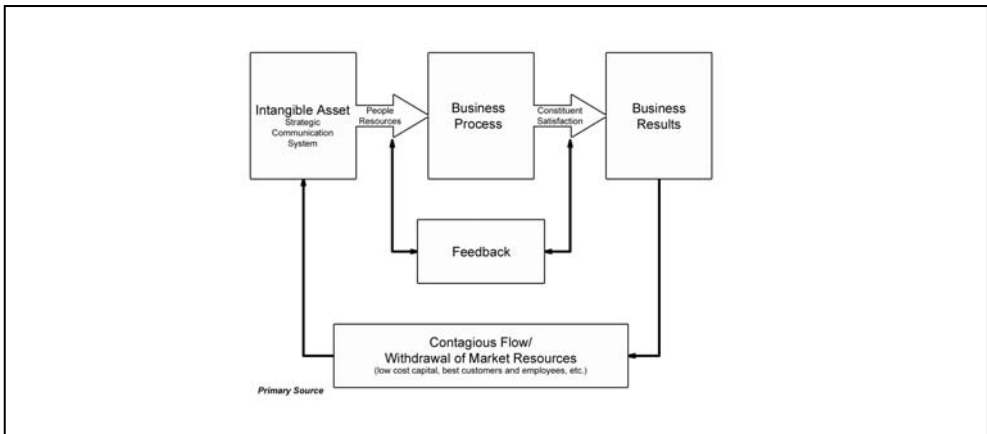 Intangible Asset
Strategic
Communication
System
People
Resources
Business
Process
Constituent
Satisfaction
Business
Results
Feedback
Contagious Flow/
Withdrawal of Market Resources
(low cost capital, best customers and employees, etc.)
Primary Source